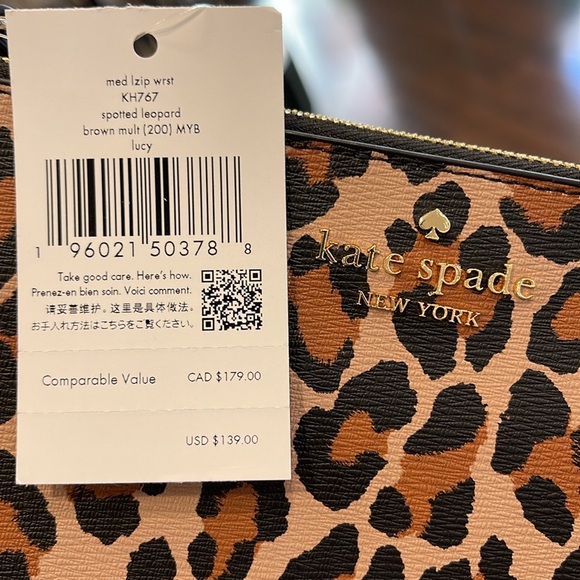 med lzip wrst
KH767
spotted leopard
brown mult (200) MYB
lucy
1 96021 50378 8
Take good care. Here's how.
Prenez-en bien soin. Voici comment.
请妥善维护。这里是具体做法。
お手入れ方法はこちらをご覧ください。
Comparable Value CAD $179.00
USD $139.00
kate spade
NEW YORK